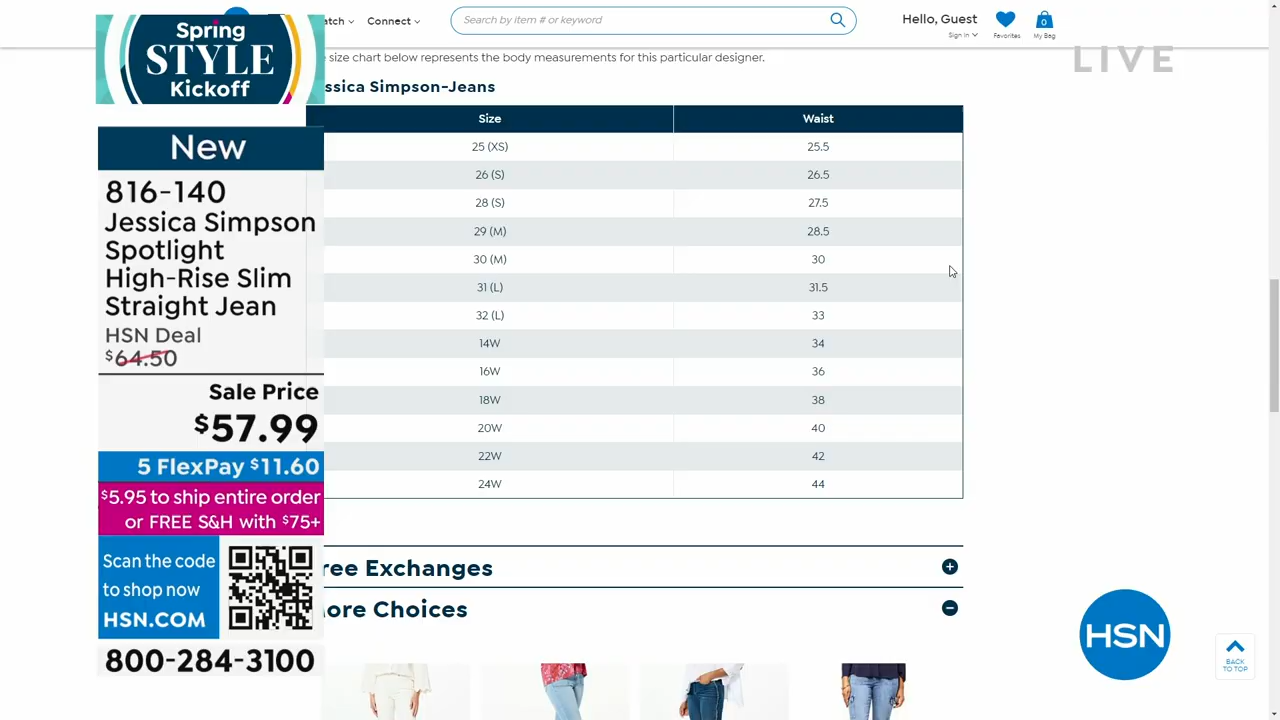 atch
Connect
Search by item # or keyword
Hello, Guest
Sign In
Favorites
0
My Bag
LIVE
Spring
STYLE
Kickoff
size chart below represents the body measurements for this particular designer.
ssica Simpson-Jeans
Size Waist
25 (XS) 25.5
26 (S) 26.5
28 (S) 27.5
29 (M) 28.5
30 (M) 30
31 (L) 31.5
32 (L) 33
14W 34
16W 36
18W 38
20W 40
22W 42
24W 44
New
816-140
Jessica Simpson
Spotlight
High-Rise Slim
Straight Jean
HSN Deal
$64.50
Sale Price
$57.99
5 FlexPay $11.60
$5.95 to ship entire order
or FREE S&H with $75+
Scan the code
to shop now
HSN.COM
800-284-3100
ree Exchanges
ore Choices
HSN
BACK
TO TOP